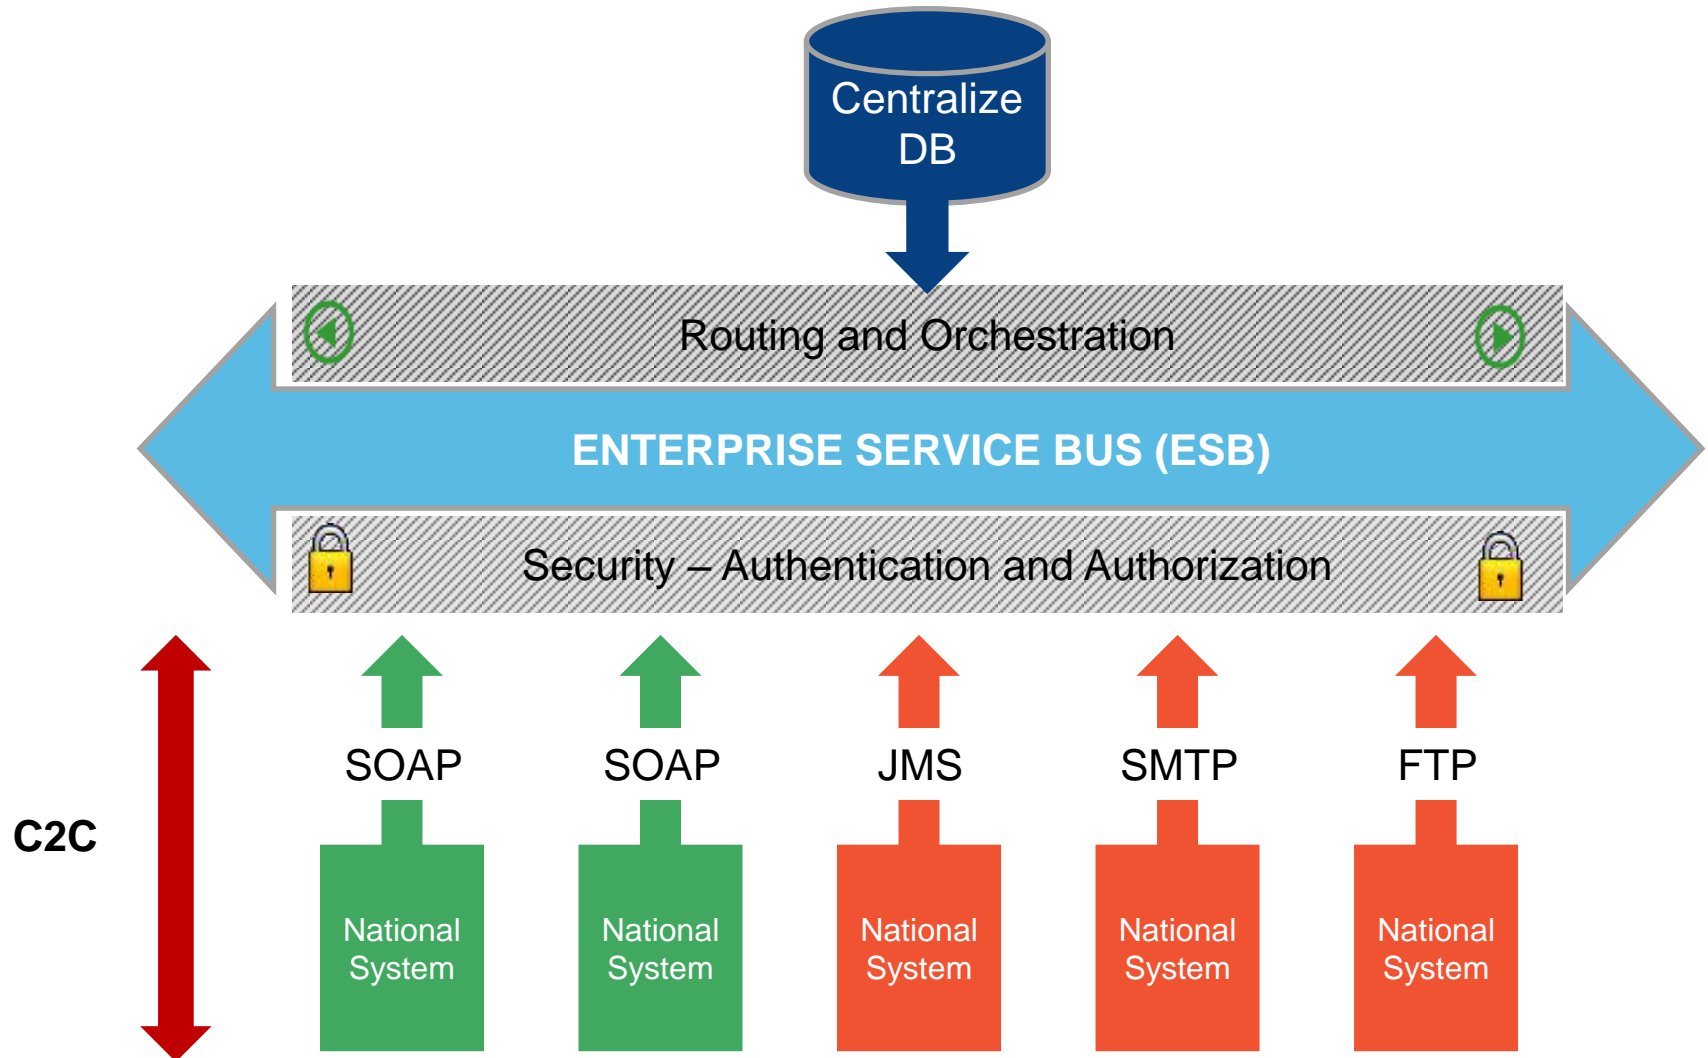 Centralize
DB
Routing and Orchestration
ENTERPRISE SERVICE BUS (ESB)
Security – Authentication and Authorization
SOAP
SOAP
JMS
SMTP
FTP
C2C
National
System
National
System
National
System
National
System
National
System